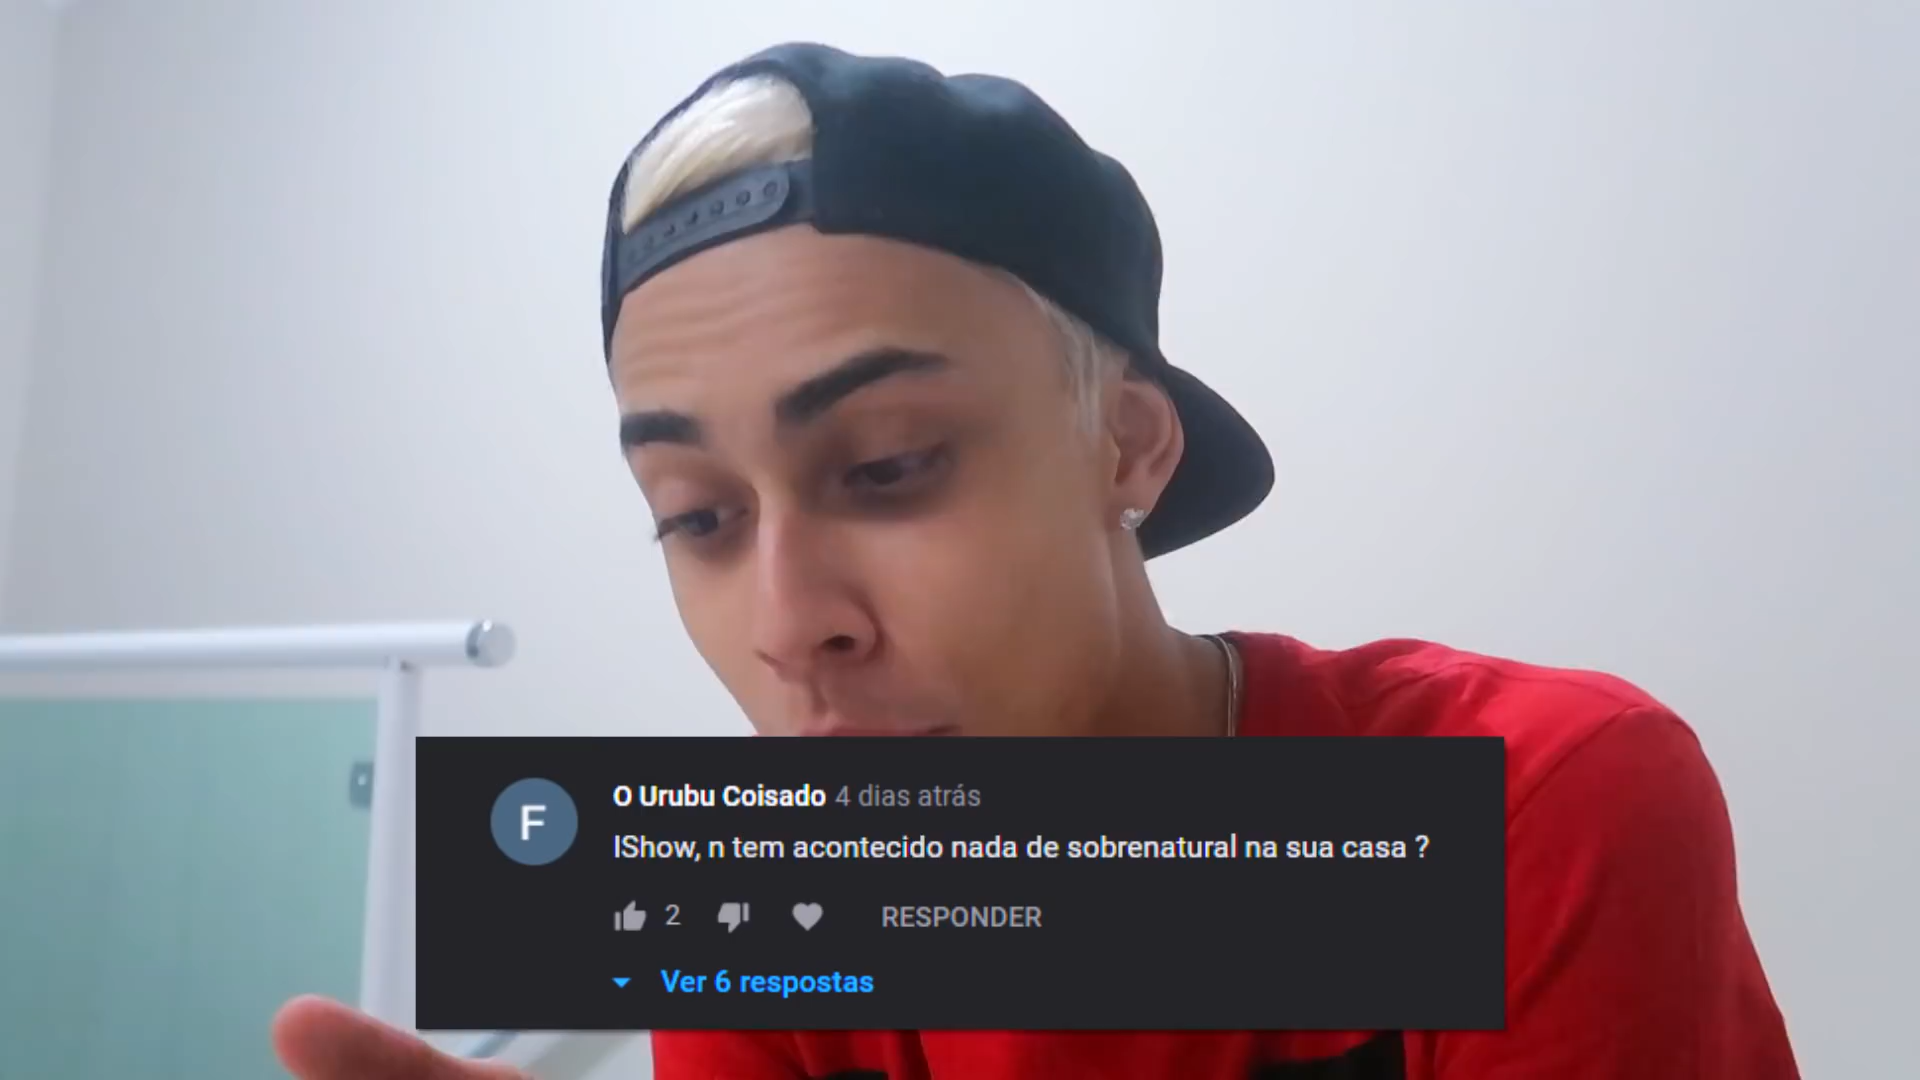 F
O Urubu Coisado 4 dias atrás
IShow, n tem acontecido nada de sobrenatural na sua casa ?
2
RESPONDER
Ver 6 respostas